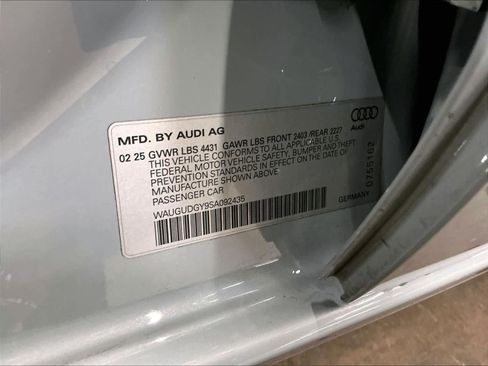 MFD. BY AUDI AG
Audi
02 25 GVWR LBS 4431 GAWR LBS FRONT 2403/REAR 2227
THIS VEHICLE CONFORMS TO ALL APPLICABLE U.S.
FEDERAL MOTOR VEHICLE SAFETY, BUMPER AND THEFT
PREVENTION STANDARDS IN EFFECT ON THE DATE OF
MANUFACTURE SHOWN ABOVE
PASSENGER CAR
WAUGUDGY9SA092435
GERMANY
0755162